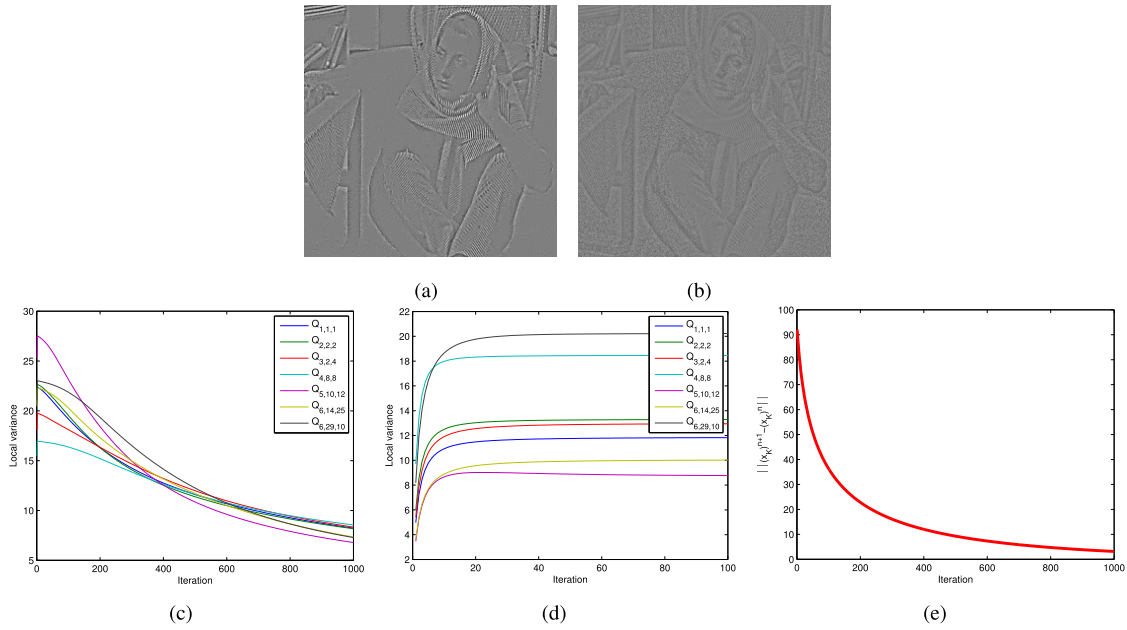 (a)
(b)
30
25
20
15
10
5
0
200
400
600
800
1000
Local variance
Iteration
Q1,1,1
Q2,2,2
Q3,2,4
Q4,8,8
Q5,10,12
Q6,14,25
Q6,29,10
(c)
22
20
18
16
14
12
10
8
6
4
2
0
20
40
60
80
100
Local variance
Iteration
Q1,1,1
Q2,2,2
Q3,2,4
Q4,8,8
Q5,10,12
Q6,14,25
Q6,29,10
(d)
100
90
80
70
60
50
40
30
20
10
0
0
200
400
600
800
1000
||(xK)n+1−(xK)n||
Iteration
(e)